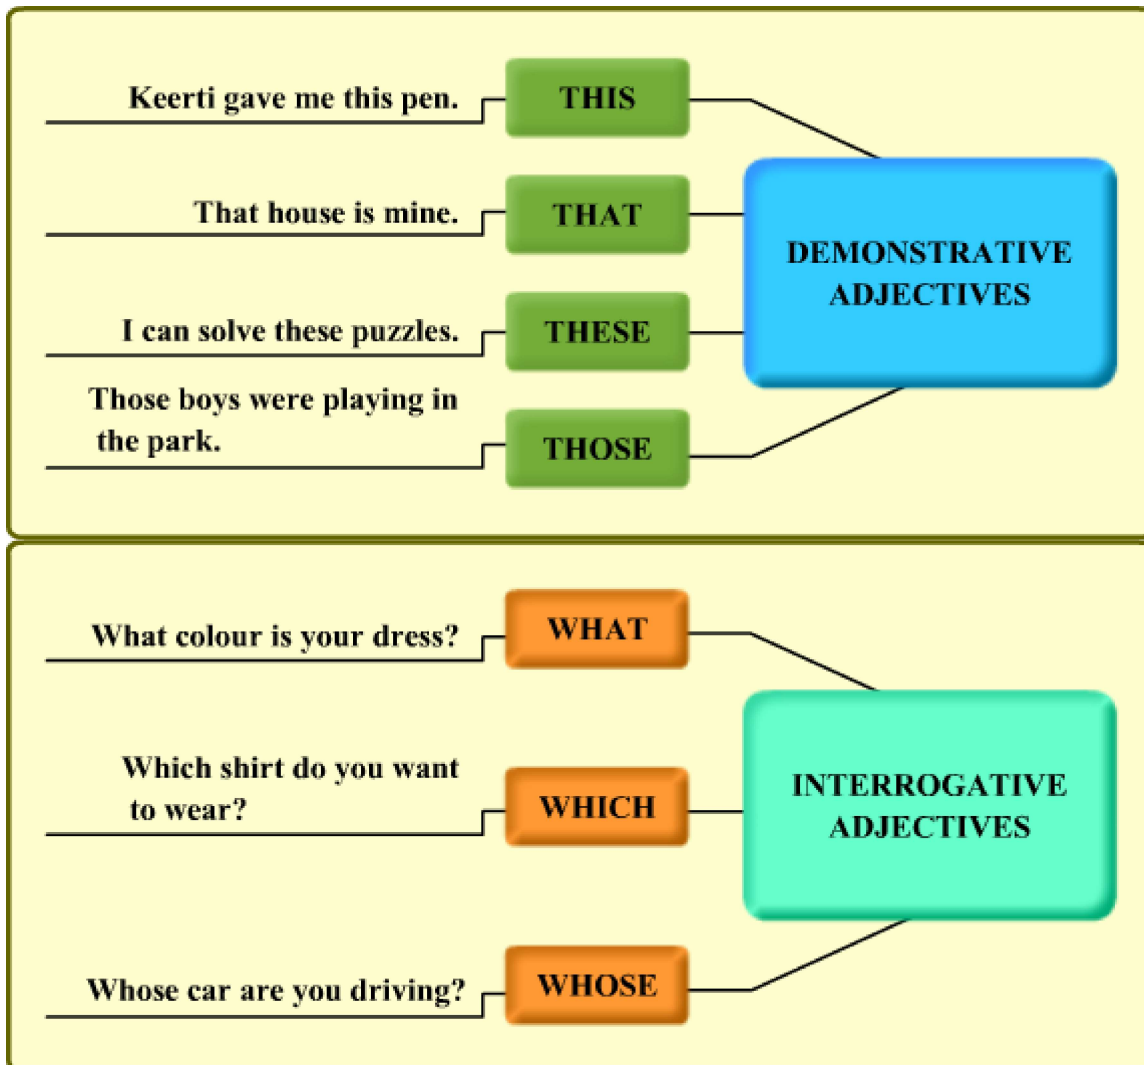 Keerti gave me this pen.
THIS
That house is mine.
THAT
DEMONSTRATIVE
ADJECTIVES
I can solve these puzzles.
THESE
Those boys were playing in
the park.
THOSE
What colour is your dress?
WHAT
Which shirt do you want
to wear?
WHICH
INTERROGATIVE
ADJECTIVES
Whose car are you driving?
WHOSE